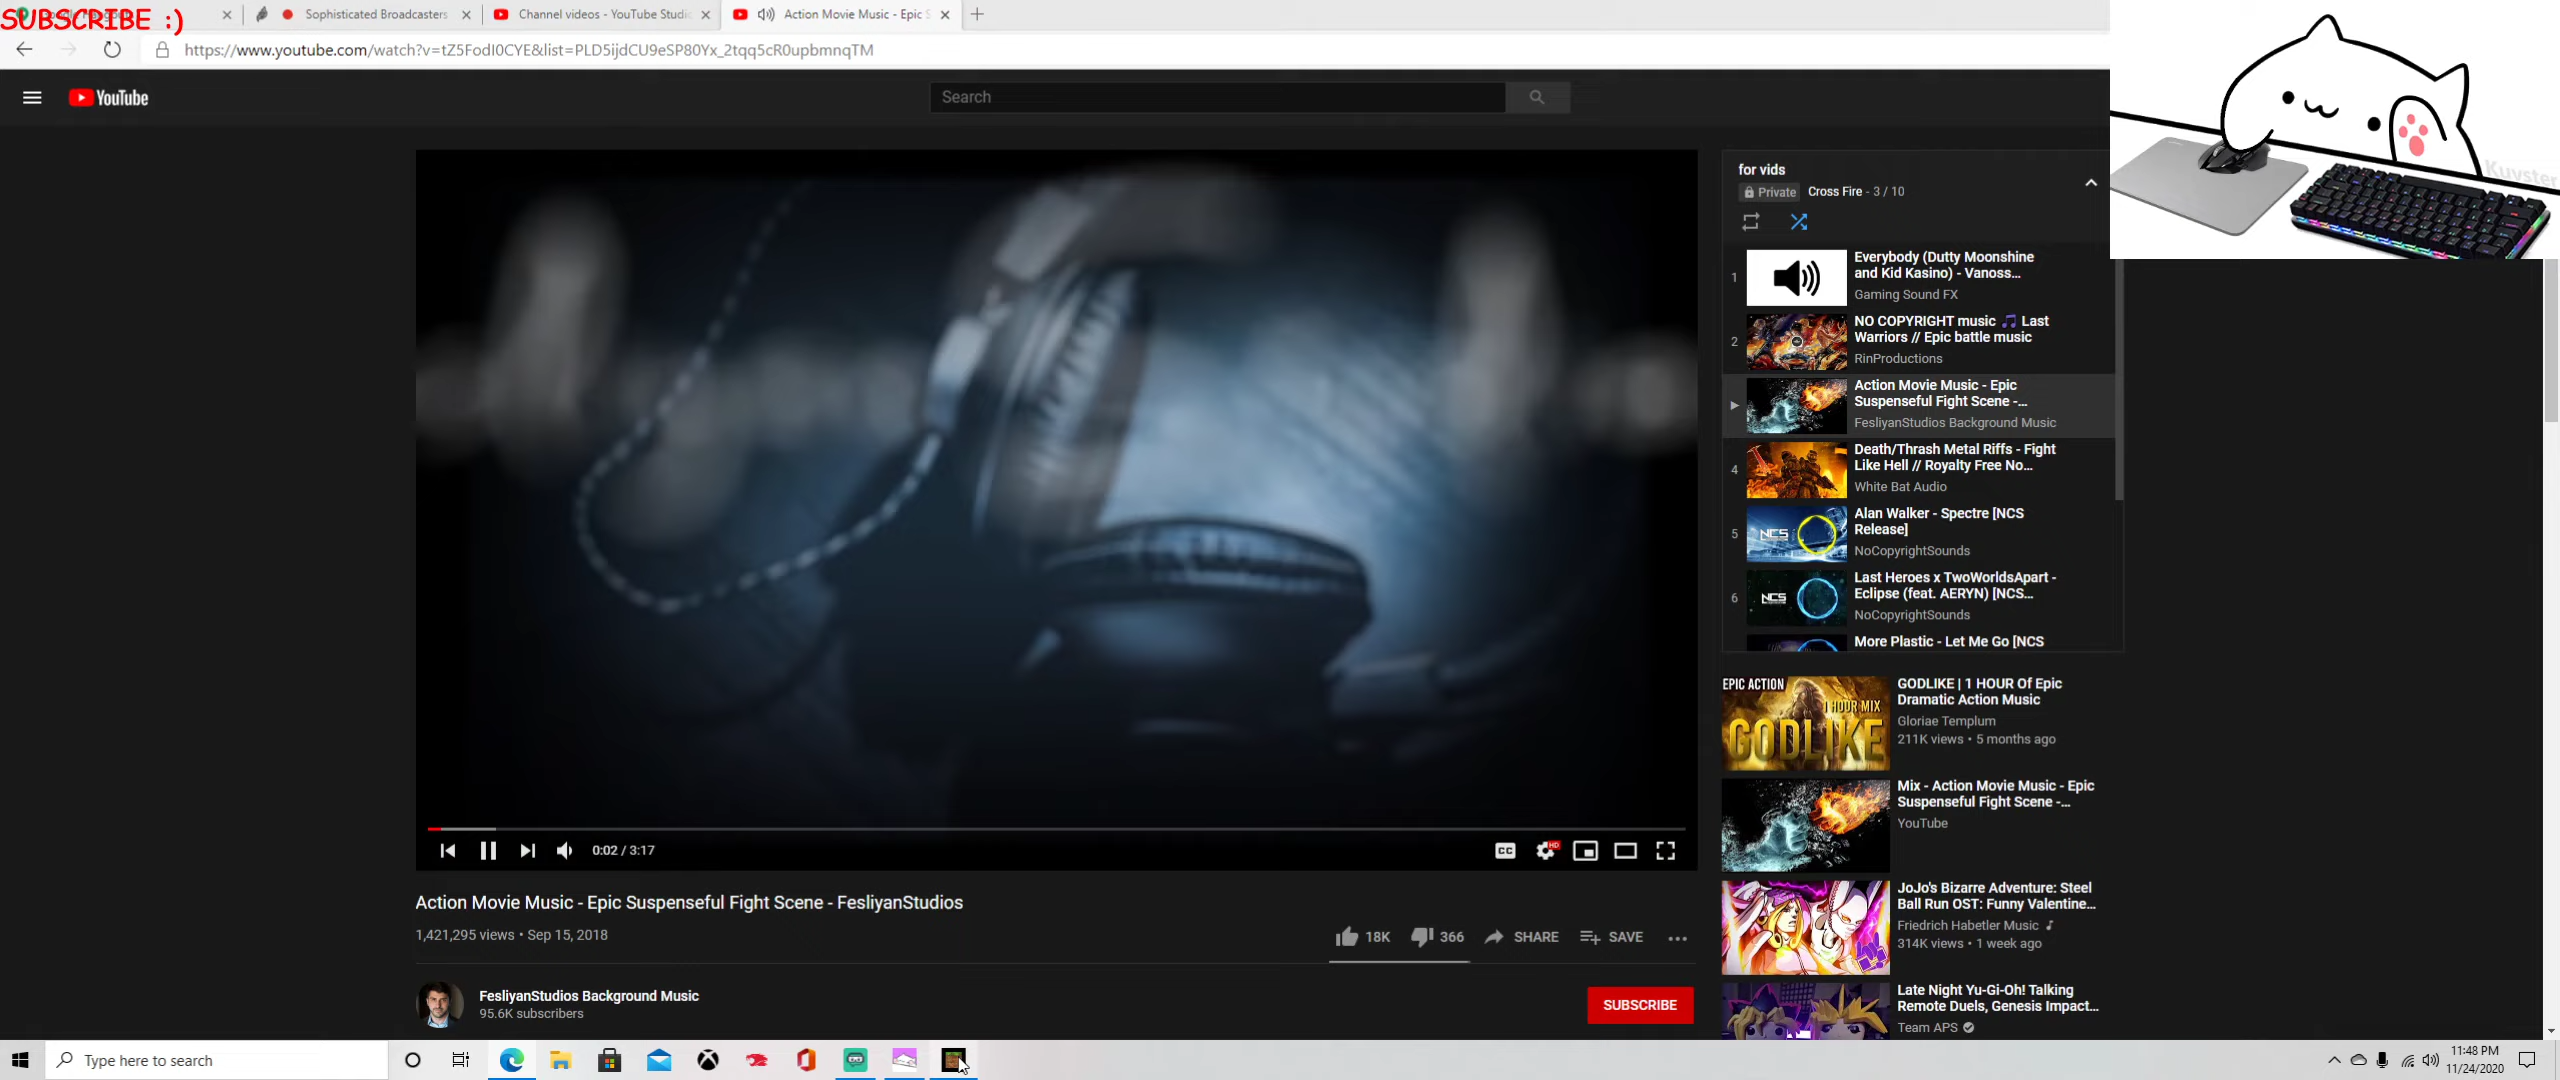 SUBSCRIBE :)
Sophisticated Broadcasters
Channel videos - YouTube Studi
Action Movie Music - Epic S
https://www.youtube.com/watch?v=tZ5FodI0CYE&list=PLD5ijdCU9eSP80Yx_2tqq5cR0upbmnqTM
YouTube
Search
Kuvster
for vids
Private Cross Fire - 3 / 10
1
Everybody (Dutty Moonshine
and Kid Kasino) - Vanoss...
Gaming Sound FX
2
NO COPYRIGHT music 🎵 Last
Warriors // Epic battle music
RinProductions
Action Movie Music - Epic
Suspenseful Fight Scene -...
FesliyanStudios Background Music
4
Death/Thrash Metal Riffs - Fight
Like Hell // Royalty Free No...
White Bat Audio
5
NCS
Alan Walker - Spectre [NCS
Release]
NoCopyrightSounds
6
NCS
Last Heroes x TwoWorldsApart -
Eclipse (feat. AERYN) [NCS...
NoCopyrightSounds
More Plastic - Let Me Go [NCS
EPIC ACTION
1 HOUR MIX
GODLIKE
GODLIKE | 1 HOUR Of Epic
Dramatic Action Music
Gloriae Templum
211K views • 5 months ago
Mix - Action Movie Music - Epic
Suspenseful Fight Scene -...
YouTube
JoJo's Bizarre Adventure: Steel
Ball Run OST: Funny Valentine...
Friedrich Habetler Music
314K views • 1 week ago
Late Night Yu-Gi-Oh! Talking
Remote Duels, Genesis Impact...
Team APS
0:02 / 3:17
CC
HD
Action Movie Music - Epic Suspenseful Fight Scene - FesliyanStudios
1,421,295 views • Sep 15, 2018
18K 366 SHARE SAVE
FesliyanStudios Background Music
95.6K subscribers
SUBSCRIBE
Type here to search
11:48 PM
11/24/2020